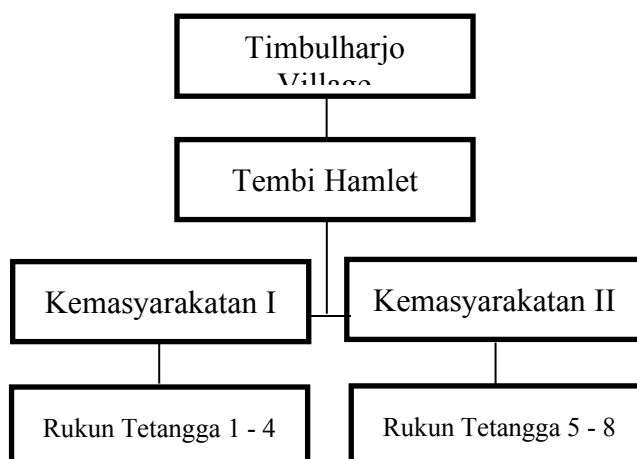 Timbulharjo
Village
Tembi Hamlet
Kemasyarakatan I
Kemasyarakatan II
Rukun Tetangga 1 - 4
Rukun Tetangga 5 - 8